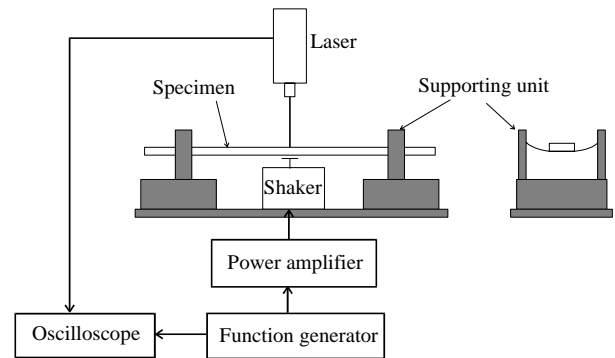 Laser
Specimen
Supporting unit
Shaker
Power amplifier
Oscilloscope
Function generator